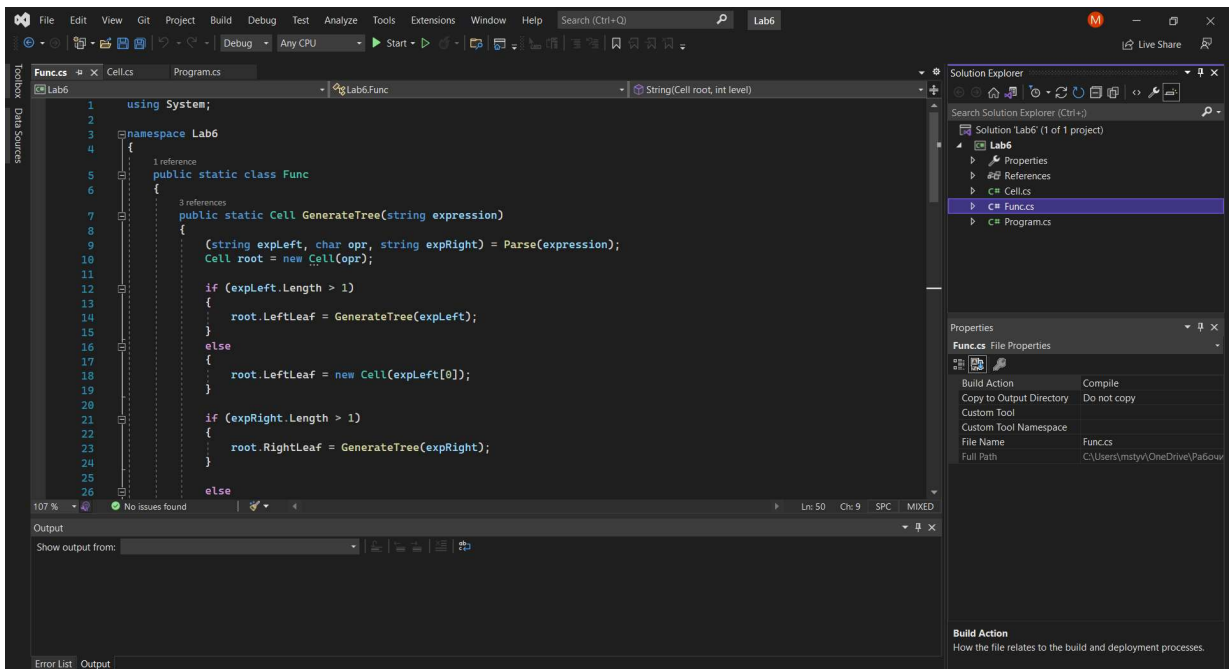 File Edit View Git Project Build Debug Test Analyze Tools Extensions Window Help Search (Ctrl+Q) Lab6 M
Debug Any CPU Start Live Share
Toolbox
Data Sources
Func.cs Cell.cs Program.cs
C# Lab6 Lab6.Func String(Cell root, int level)
1 using System;
2
3 namespace Lab6
4 {
1 reference
5 public static class Func
6 {
3 references
7 public static Cell GenerateTree(string expression)
8 {
9 (string expLeft, char opr, string expRight) = Parse(expression);
10 Cell root = new Cell(opr);
11
12 if (expLeft.Length > 1)
13 {
14 root.LeftLeaf = GenerateTree(expLeft);
15 }
16 else
17 {
18 root.LeftLeaf = new Cell(expLeft[0]);
19 }
20
21 if (expRight.Length > 1)
22 {
23 root.RightLeaf = GenerateTree(expRight);
24 }
25
26 else
107 % No issues found Ln: 50 Ch: 9 SPC MIXED
Output
Show output from:
Error List Output
Solution Explorer
Search Solution Explorer (Ctrl+;)
Solution 'Lab6' (1 of 1 project)
C# Lab6
Properties
References
C# Cell.cs
C# Func.cs
C# Program.cs
Properties
Func.cs File Properties
Build Action Compile
Copy to Output Directory Do not copy
Custom Tool
Custom Tool Namespace
File Name Func.cs
Full Path C:\Users\mstyv\OneDrive\Рабочи
Build Action
How the file relates to the build and deployment processes.